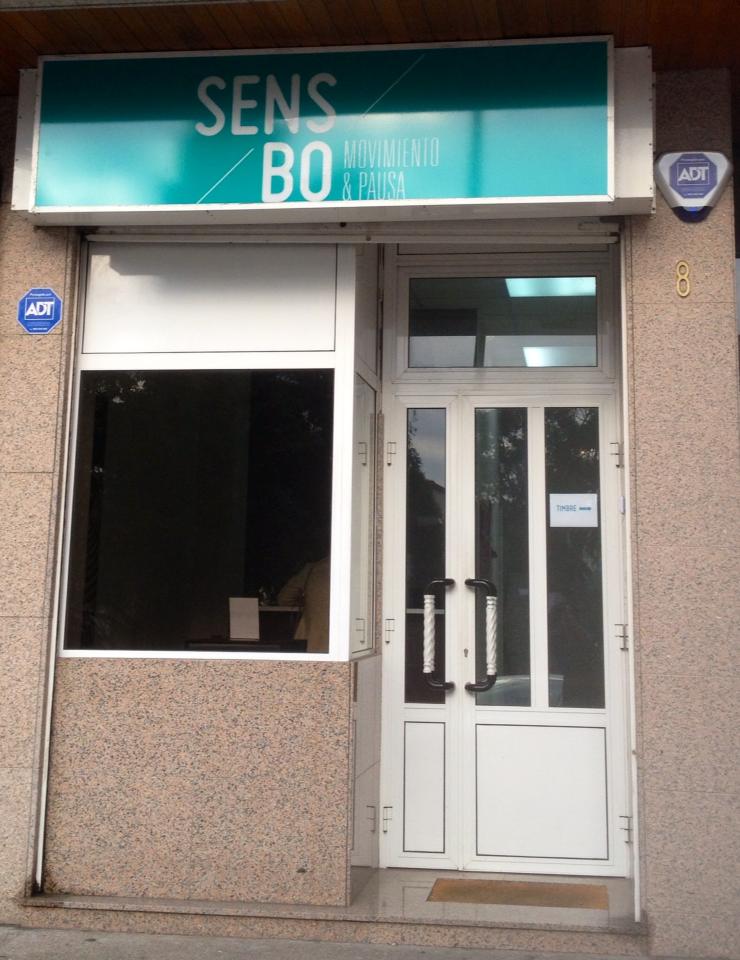 SENS
BO
MOVIMIENTO
& PAUSA
ADT
8
ADT
TIMBRE